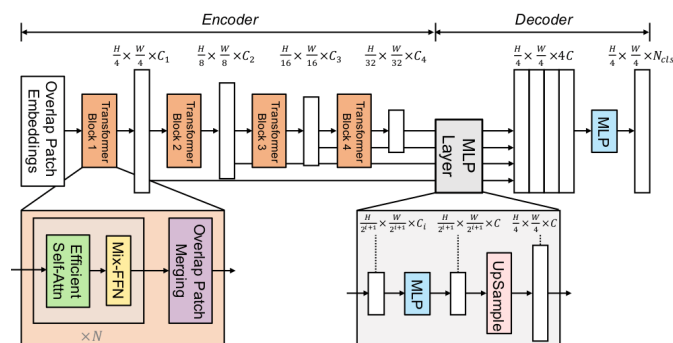 Encoder
Decoder
H/4 × W/4 × C₁
H/8 × W/8 × C₂
H/16 × W/16 × C₃
H/32 × W/32 × C₄
H/4 × W/4 × 4C
H/4 × W/4 × N_cls
Overlap Patch
Embeddings
Transformer
Block 1
Transformer
Block 2
Transformer
Block 3
Transformer
Block 4
MLP
Layer
MLP
Efficient
Self-Attn
Mix-FFN
Overlap Patch
Merging
×N
H/2^{i+1} × W/2^{i+1} × C_i
H/2^{i+1} × W/2^{i+1} × C
H/4 × W/4 × C
MLP
UpSample